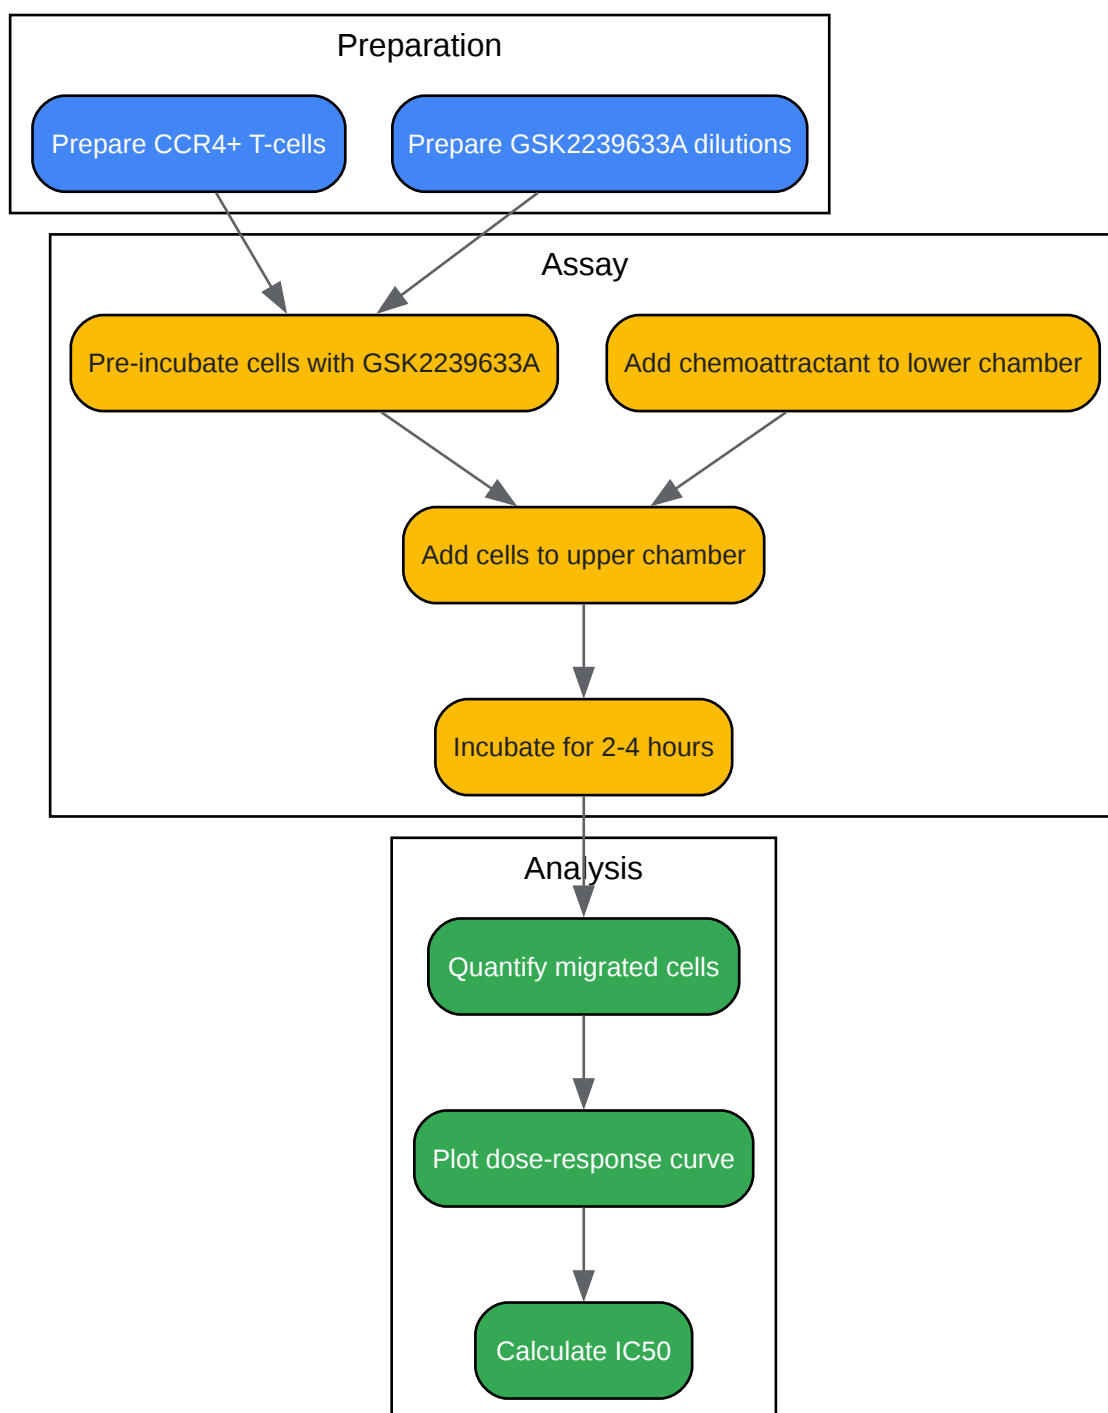 Preparation
Prepare CCR4+ T-cells
Prepare GSK2239633A dilutions
Assay
Pre-incubate cells with GSK2239633A
Add chemoattractant to lower chamber
Add cells to upper chamber
Incubate for 2-4 hours
Analysis
Quantify migrated cells
Plot dose-response curve
Calculate IC50